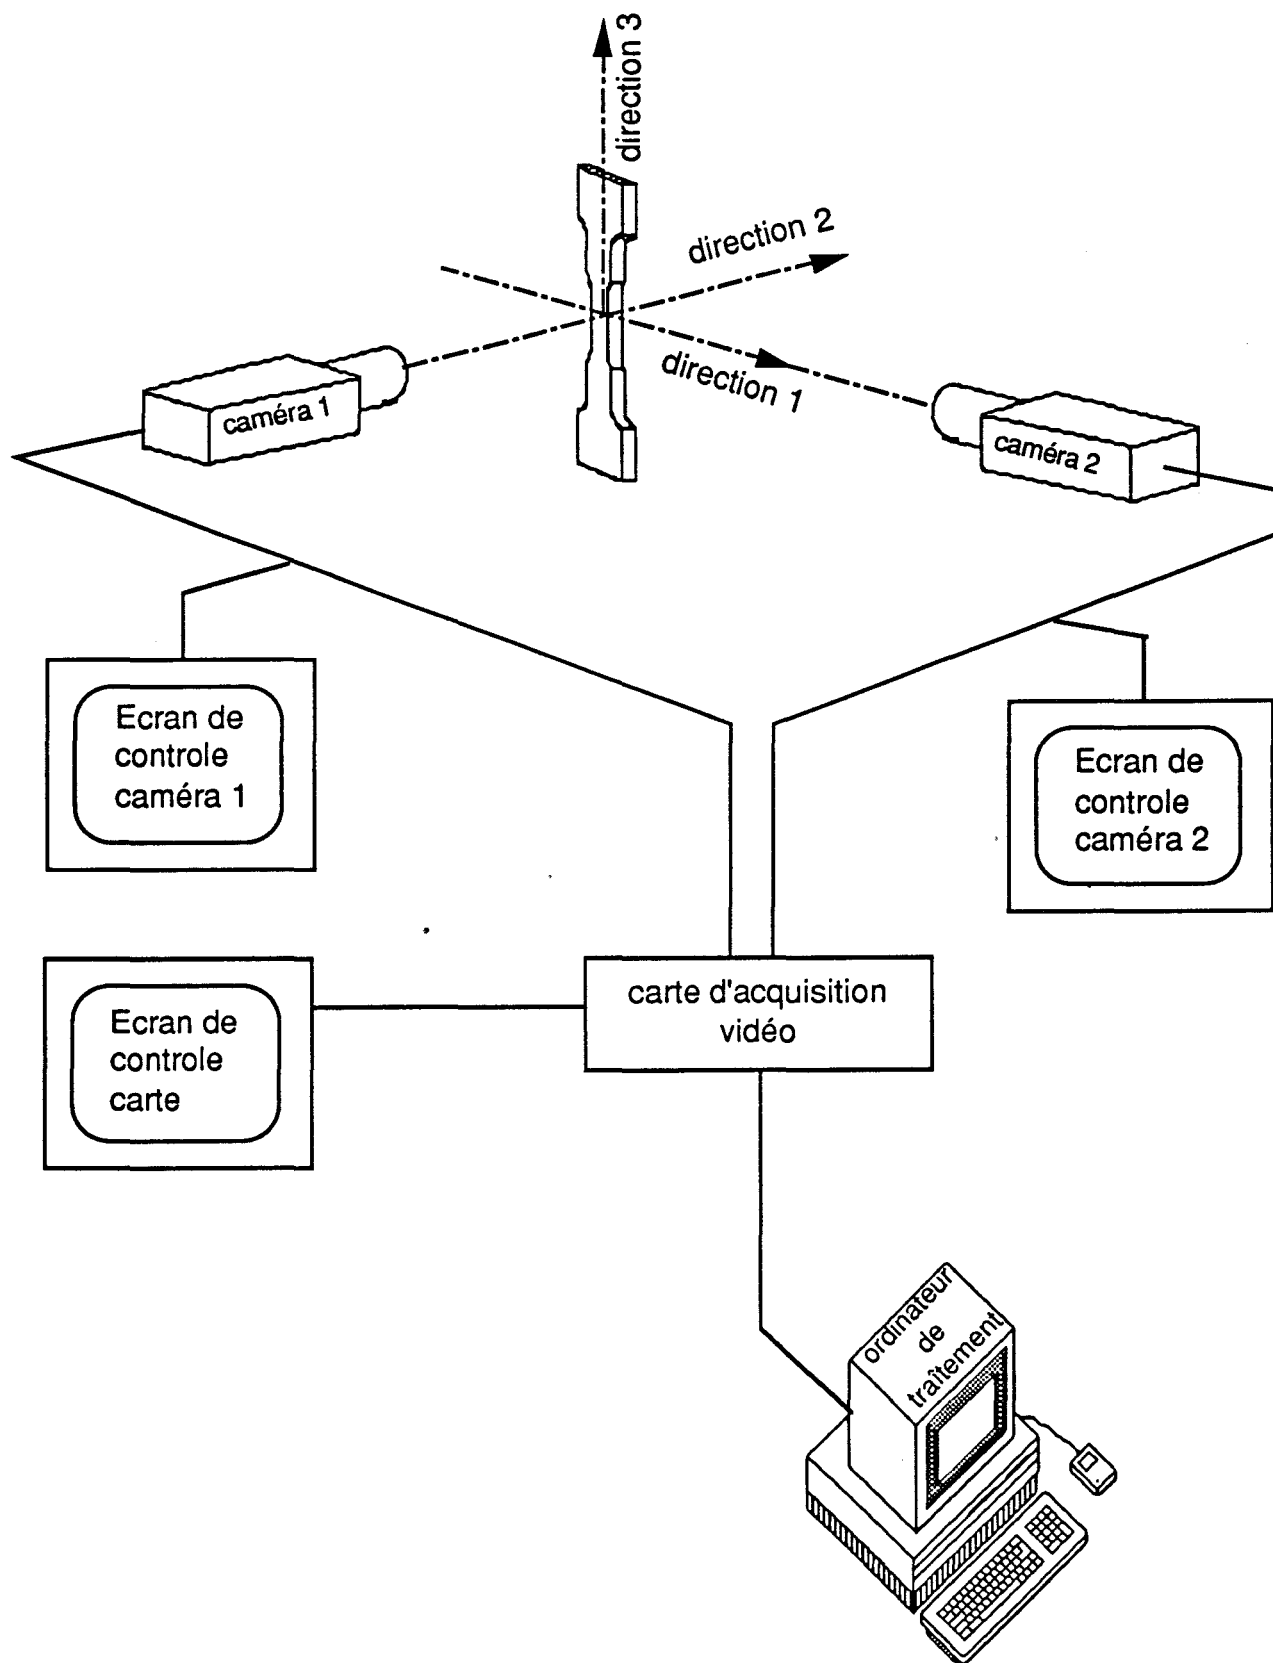 direction 3
direction 2
direction 1
caméra 1
caméra 2
Ecran de
controle
caméra 1
Ecran de
controle
caméra 2
carte d'acquisition
vidéo
Ecran de
controle
carte
ordinateur
de
traîtement